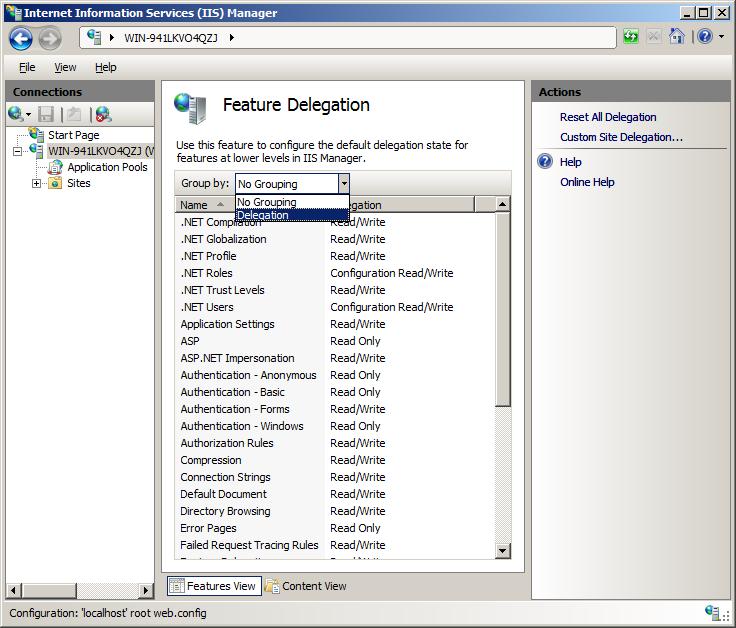 Internet Information Services (IIS) Manager
WIN-941LKVO4QZJ
File View Help
Connections
Start Page
WIN-941LKVO4QZJ (W
Application Pools
Sites
Feature Delegation
Use this feature to configure the default delegation state for
features at lower levels in IIS Manager.
Group by: No Grouping
No Grouping
Delegation
Name
.NET Compilation Read/Write
.NET Globalization Read/Write
.NET Profile Read/Write
.NET Roles Configuration Read/Write
.NET Trust Levels Read/Write
.NET Users Configuration Read/Write
Application Settings Read/Write
ASP Read Only
ASP.NET Impersonation Read/Write
Authentication - Anonymous Read Only
Authentication - Basic Read Only
Authentication - Forms Read/Write
Authentication - Windows Read Only
Authorization Rules Read/Write
Compression Read/Write
Connection Strings Read/Write
Default Document Read/Write
Directory Browsing Read/Write
Error Pages Read Only
Failed Request Tracing Rules Read/Write
Features View Content View
Actions
Reset All Delegation
Custom Site Delegation...
Help
Online Help
Configuration: 'localhost' root web.config